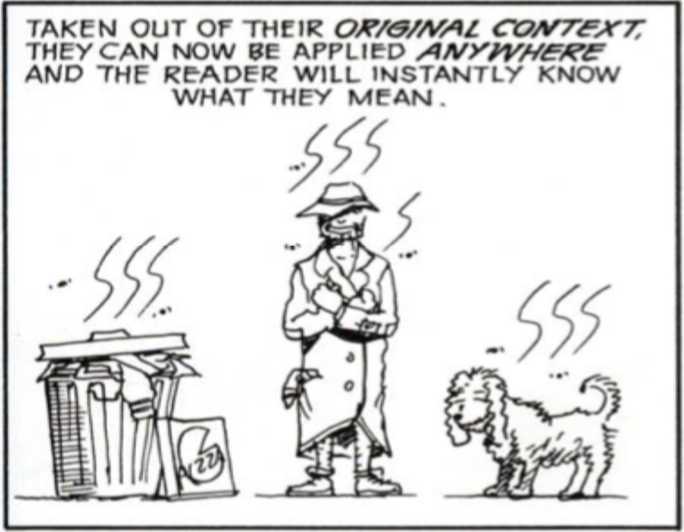 TAKEN OUT OF THEIR ORIGINAL CONTEXT,
THEY CAN NOW BE APPLIED ANYWHERE
AND THE READER WILL INSTANTLY KNOW
WHAT THEY MEAN.
PIZZA